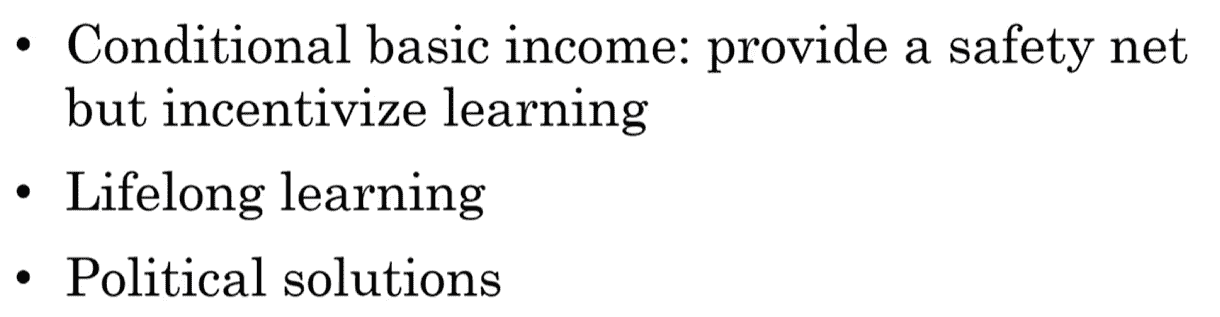 • Conditional basic income: provide a safety net
but incentivize learning
• Lifelong learning
• Political solutions